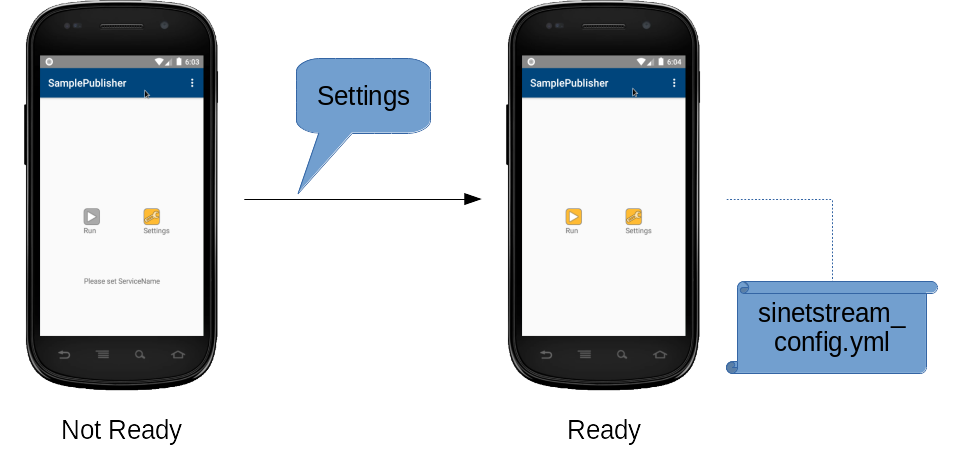 6:03
SamplePublisher
Run
Settings
Please set ServiceName
Not Ready
Settings
6:04
SamplePublisher
Run
Settings
Ready
sinetstream_
config.yml